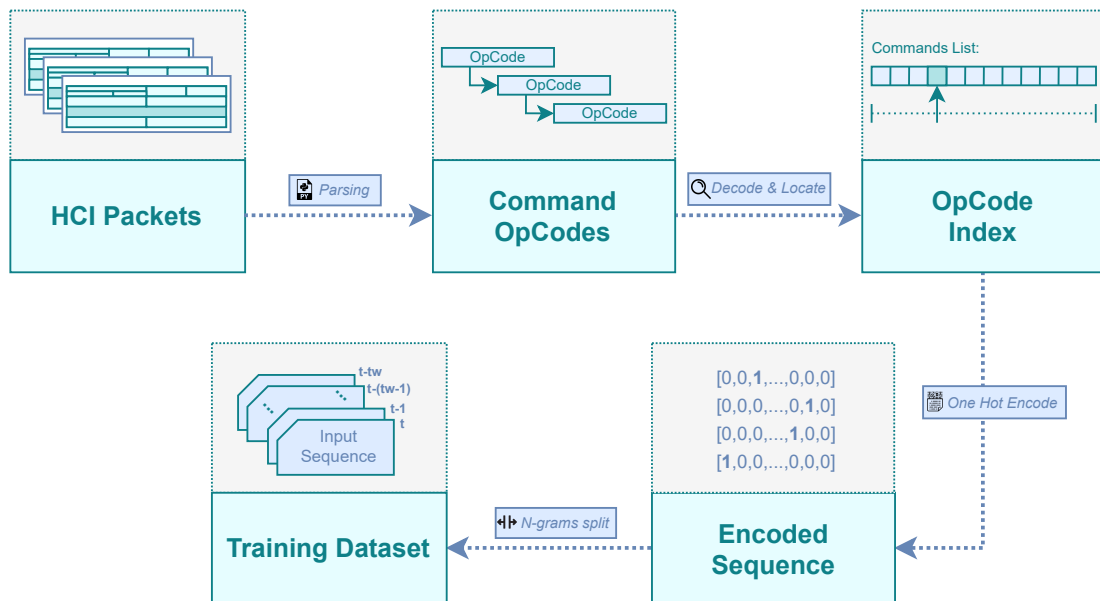 OpCode
OpCode
OpCode
Commands List:
HCI Packets
PY
Parsing
Command
OpCodes
Decode & Locate
OpCode
Index
One Hot Encode
[0,0,1,...,0,0,0]
[0,0,0,...,0,1,0]
[0,0,0,...,1,0,0]
[1,0,0,...,0,0,0]
Encoded
Sequence
N-grams split
t-tw
t-(tw-1)
t-1
t
Input
Sequence
Training Dataset